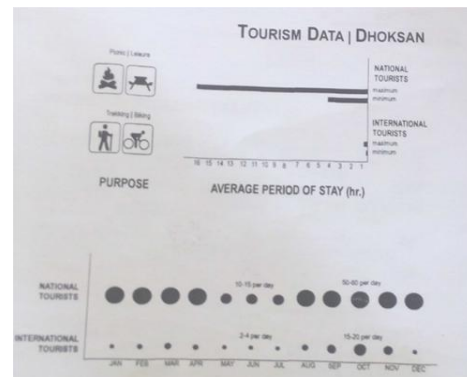 TOURISM DATA | DHOKSAN
Picnic | Leisure
Trekking | Biking
PURPOSE
NATIONAL
TOURISTS
maximum
minimum
INTERNATIONAL
TOURISTS
maximum
minimum
16 15 14 13 12 11 10 9 8 7 6 5 4 3 2 1
AVERAGE PERIOD OF STAY (hr.)
NATIONAL
TOURISTS
10-15 per day
50-60 per day
INTERNATIONAL
TOURISTS
2-4 per day
15-20 per day
JAN FEB MAR APR MAY JUN JUL AUG SEP OCT NOV DEC